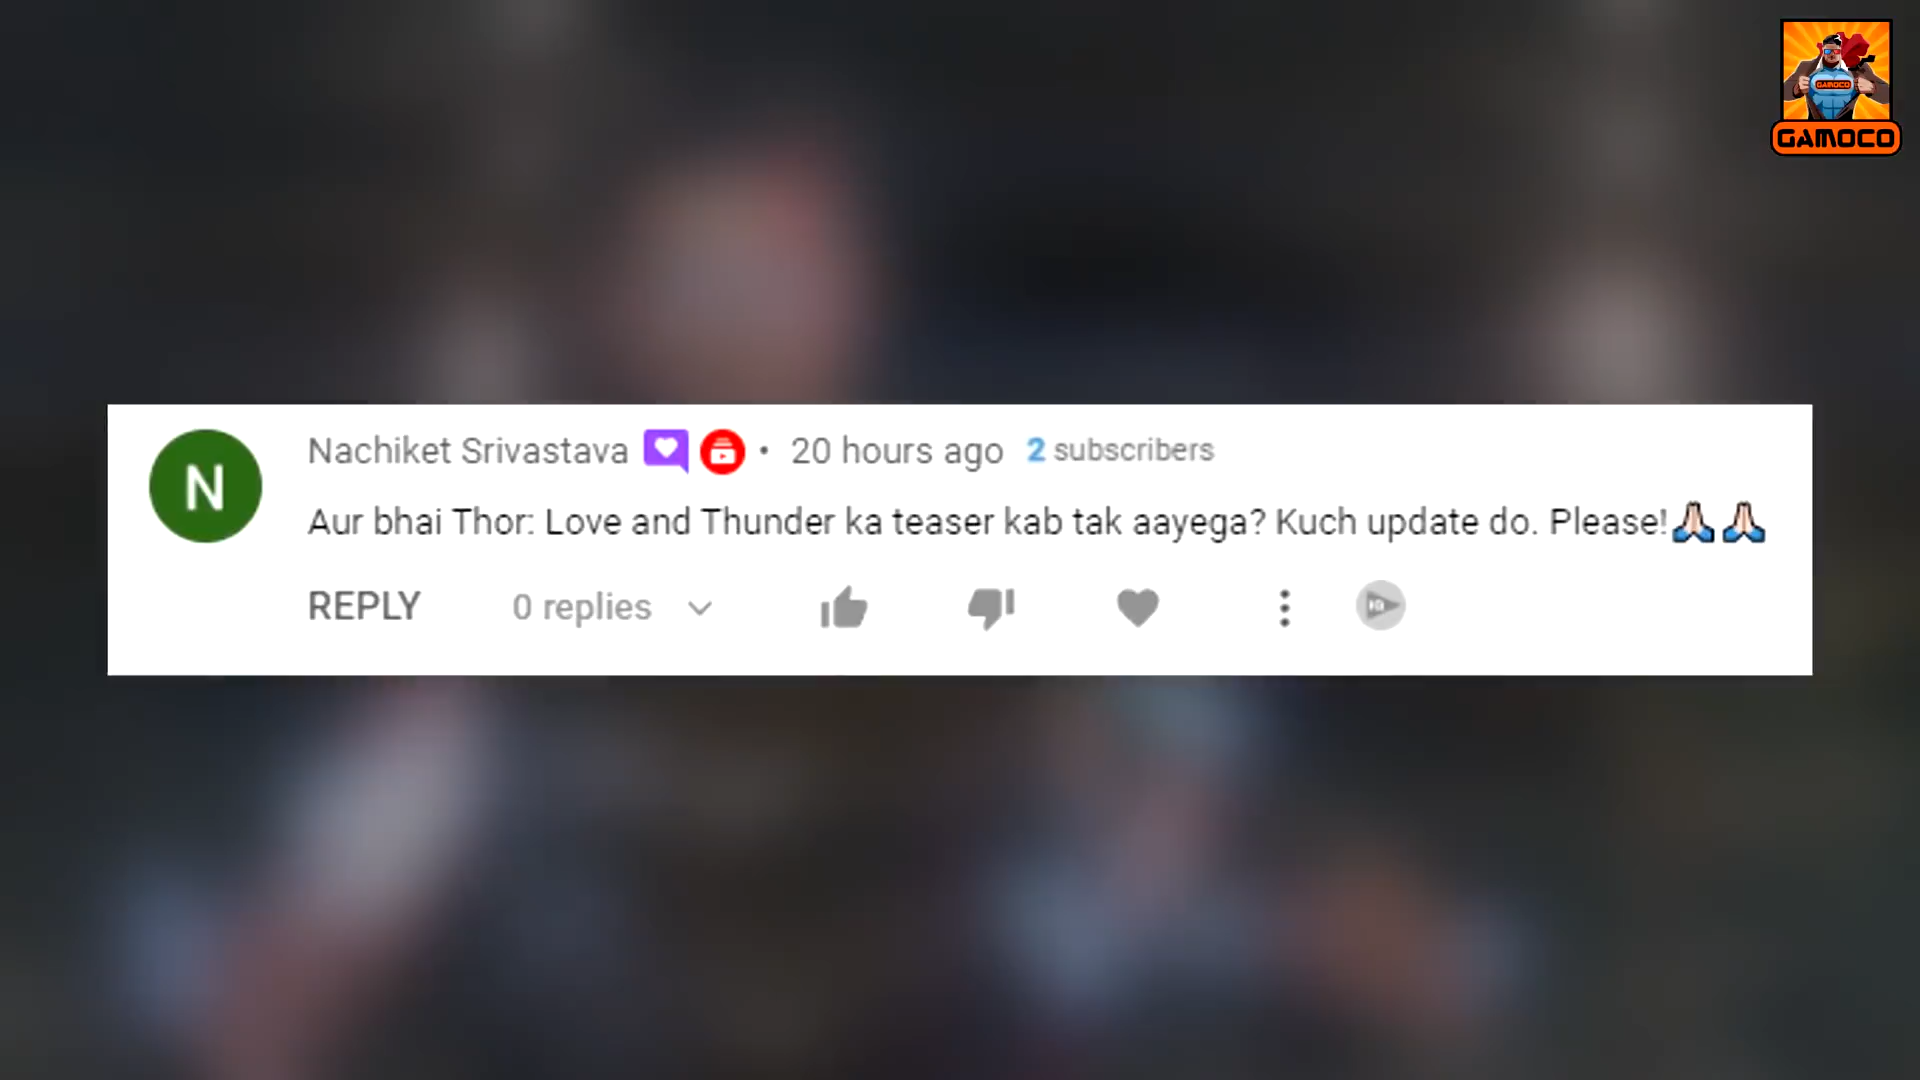 GAMOCO
GAMOCO
N
Nachiket Srivastava • 20 hours ago 2 subscribers
Aur bhai Thor: Love and Thunder ka teaser kab tak aayega? Kuch update do. Please!🙏🏻🙏🏻
REPLY 0 replies